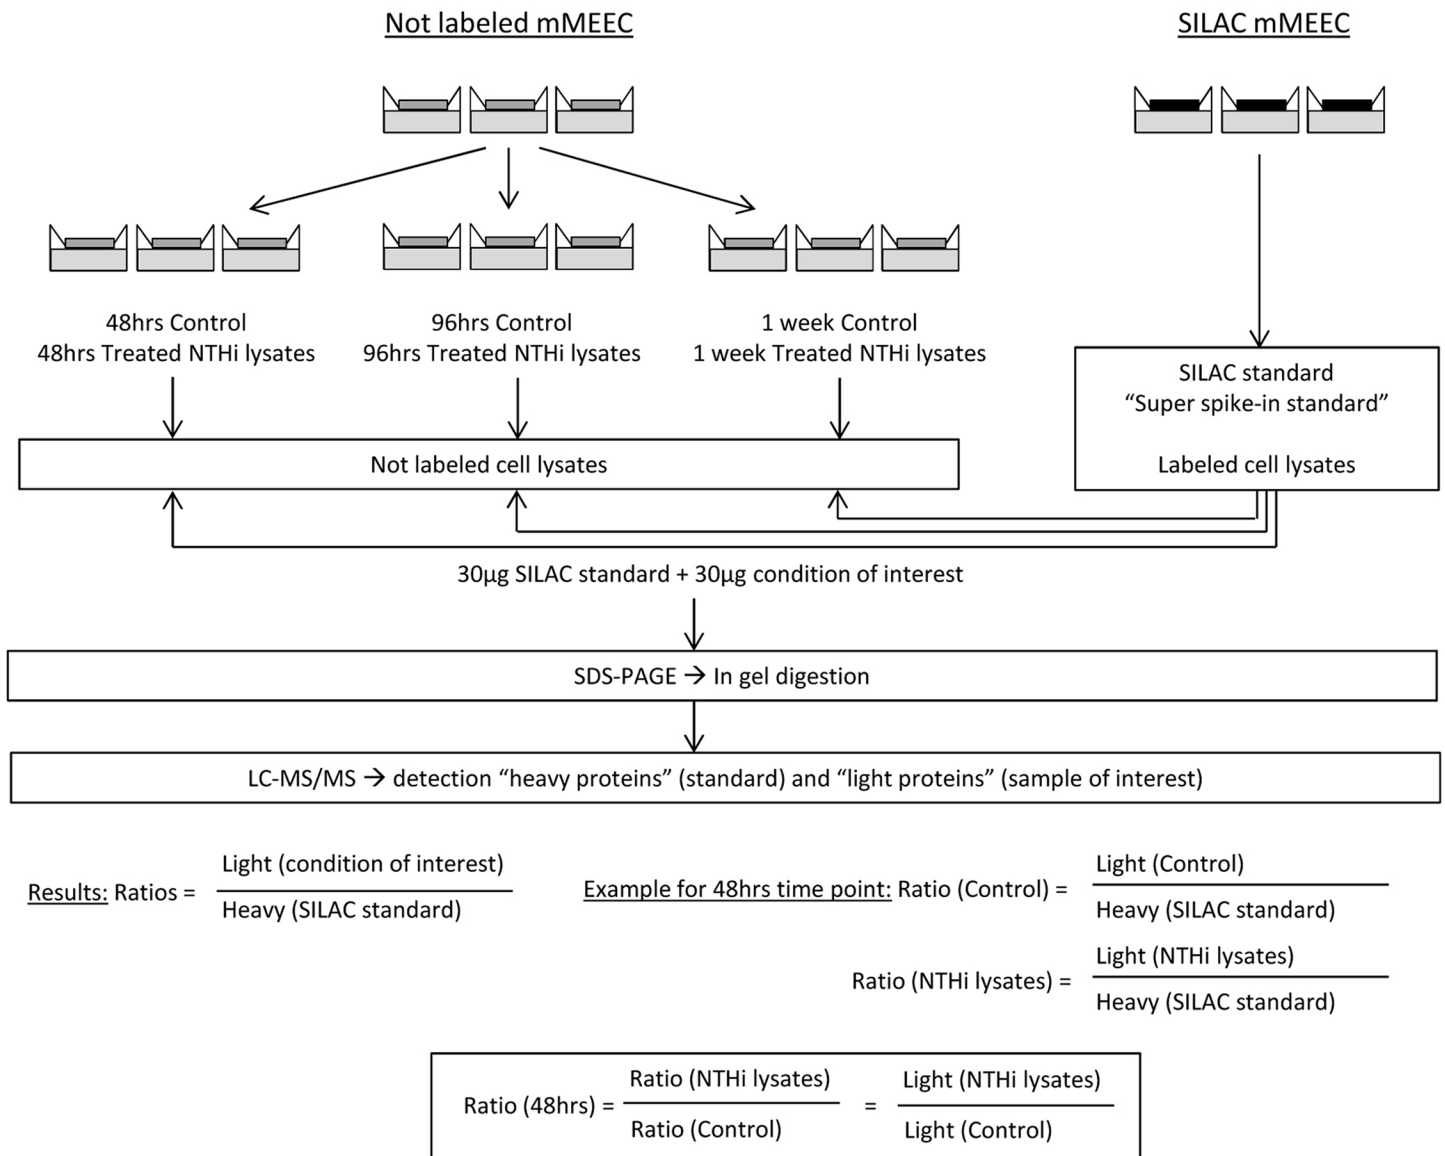 Not labeled mMEEC
SILAC mMEEC
48hrs Control
48hrs Treated NTHi lysates
96hrs Control
96hrs Treated NTHi lysates
1 week Control
1 week Treated NTHi lysates
SILAC standard
“Super spike-in standard”
Labeled cell lysates
Not labeled cell lysates
30µg SILAC standard + 30µg condition of interest
SDS-PAGE → In gel digestion
LC-MS/MS → detection “heavy proteins” (standard) and “light proteins” (sample of interest)
Results: Ratios =
Light (condition of interest)
Heavy (SILAC standard)
Example for 48hrs time point: Ratio (Control) =
Light (Control)
Heavy (SILAC standard)
Ratio (NTHi lysates) =
Light (NTHi lysates)
Heavy (SILAC standard)
Ratio (48hrs) =
Ratio (NTHi lysates)
Ratio (Control)
=
Light (NTHi lysates)
Light (Control)